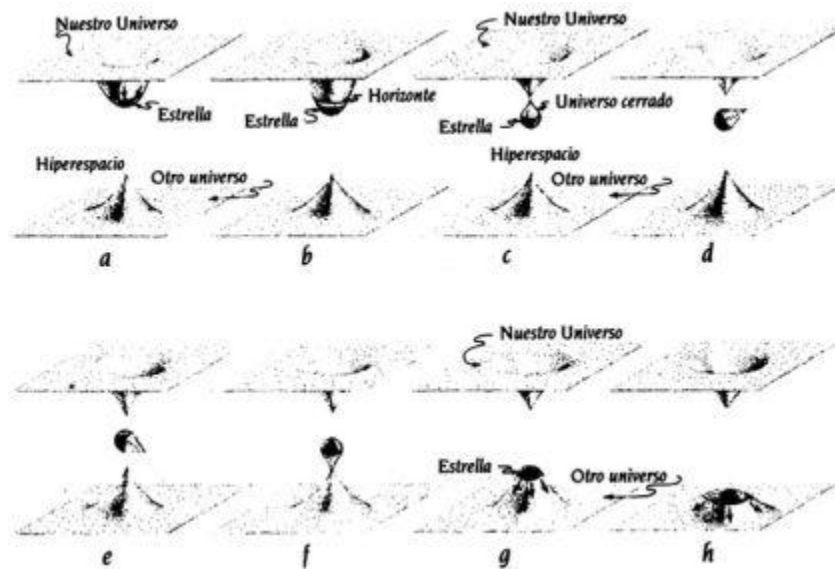 Nuestro Universo
Nuestro Universo
Horizonte
Universo cerrado
Estrella
Estrella
Estrella
Hiperespacio
Hiperespacio
Otro universo
Otro universo
a
b
c
d
Nuestro Universo
Estrella
Otro universo
e
f
g
h